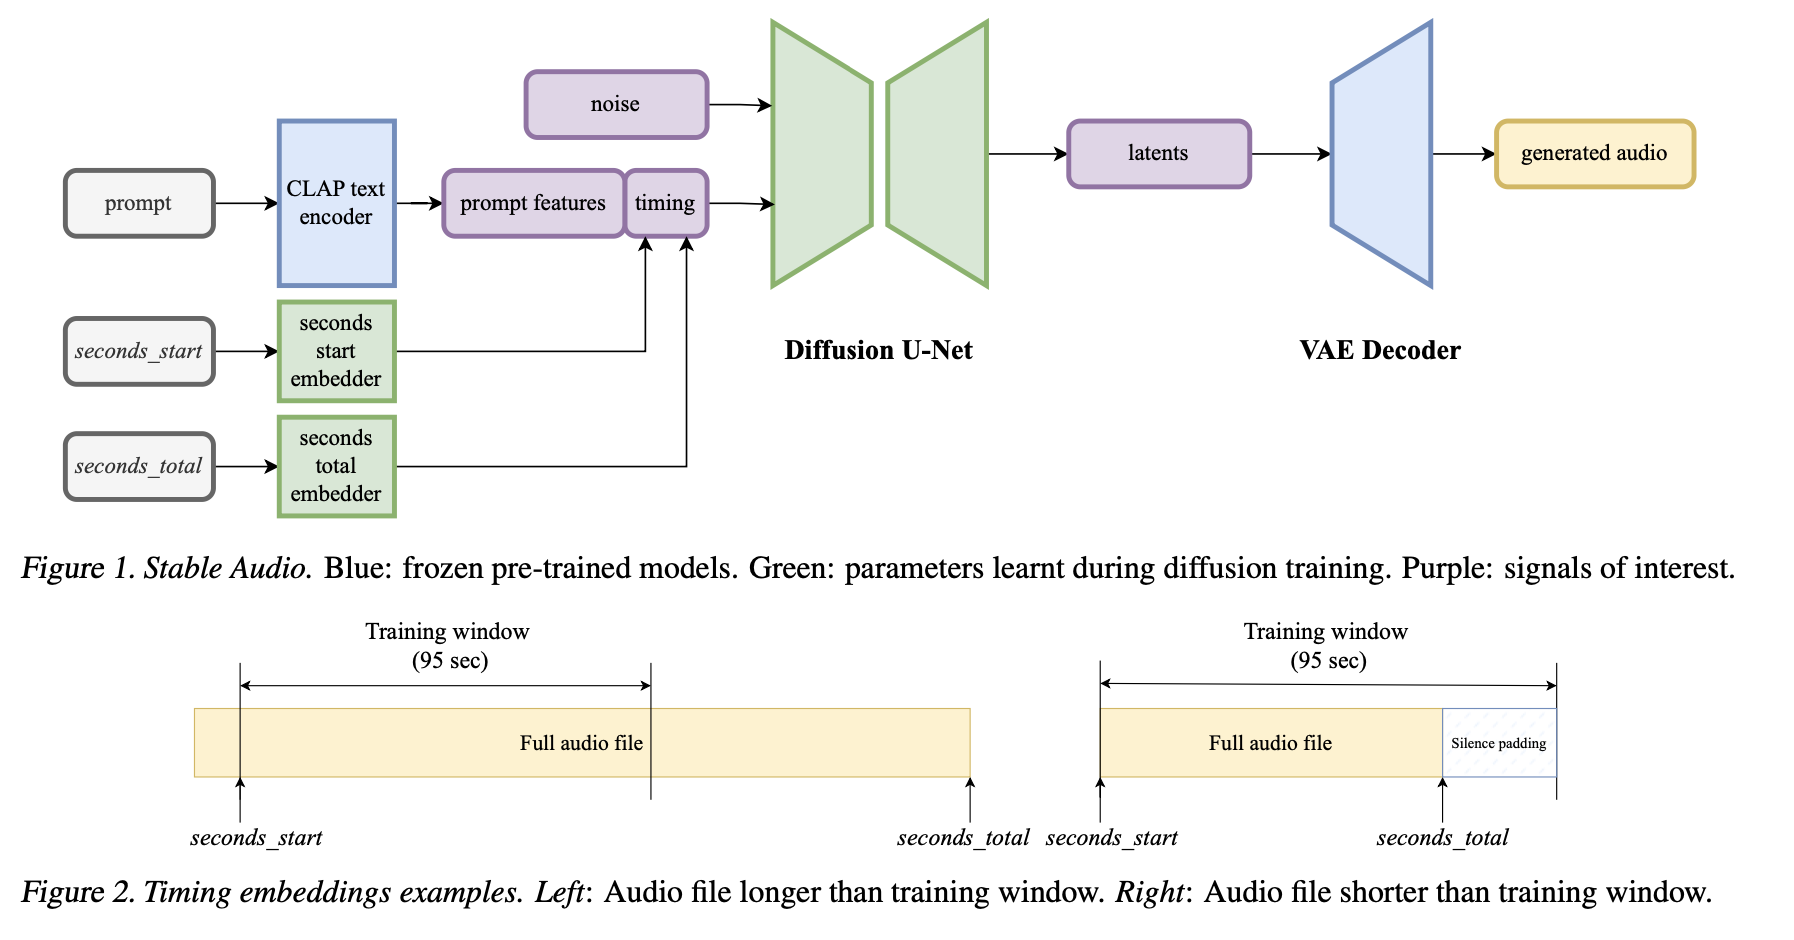 noise
prompt
CLAP text
encoder
prompt features
timing
latents
generated audio
seconds_start
seconds
start
embedder
Diffusion U-Net
VAE Decoder
seconds_total
seconds
total
embedder
Figure 1. Stable Audio. Blue: frozen pre-trained models. Green: parameters learnt during diffusion training. Purple: signals of interest.
Training window
(95 sec)
Full audio file
seconds_start
seconds_total
Training window
(95 sec)
Full audio file
Silence padding
seconds_start
seconds_total
Figure 2. Timing embeddings examples. Left: Audio file longer than training window. Right: Audio file shorter than training window.